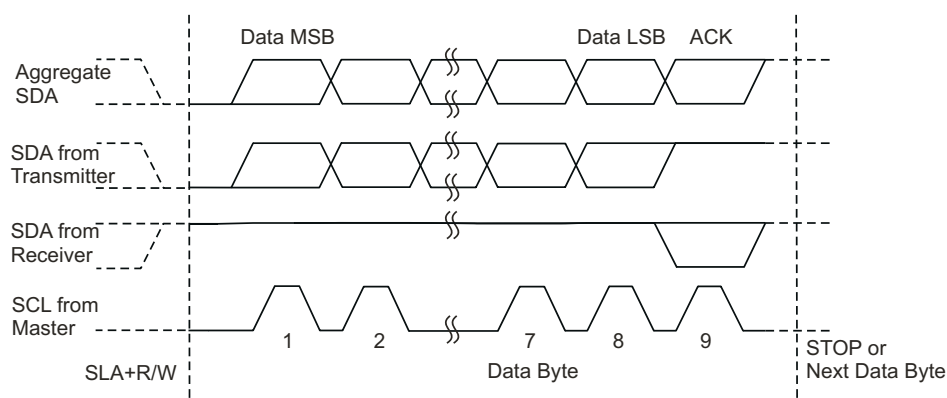 Data MSB
Data LSB
ACK
Aggregate
SDA
SDA from
Transmitter
SDA from
Receiver
SCL from
Master
1
2
7
8
9
SLA+R/W
Data Byte
STOP or
Next Data Byte